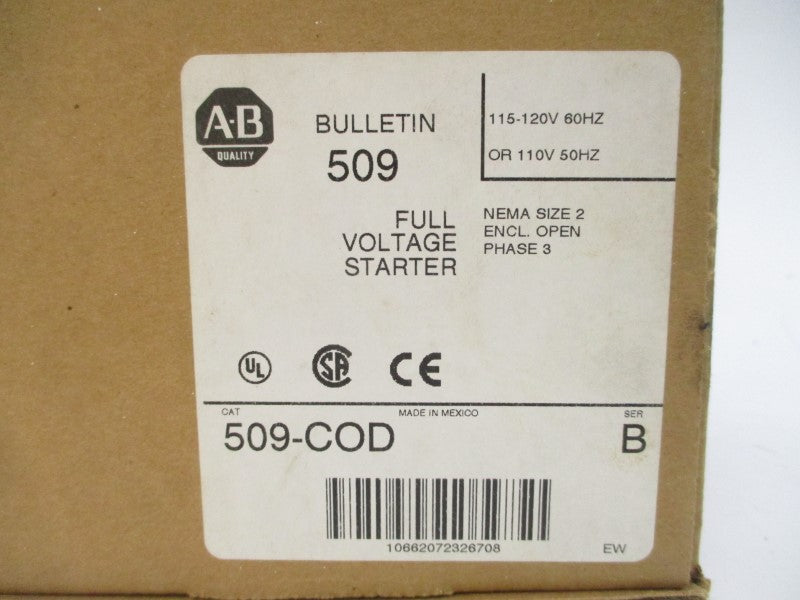 A·B
QUALITY
BULLETIN
509
115-120V 60HZ
OR 110V 50HZ
FULL
VOLTAGE
STARTER
NEMA SIZE 2
ENCL. OPEN
PHASE 3
UL
SA
CE
CAT
MADE IN MEXICO
SER
509-COD
B
10662072326708
EW